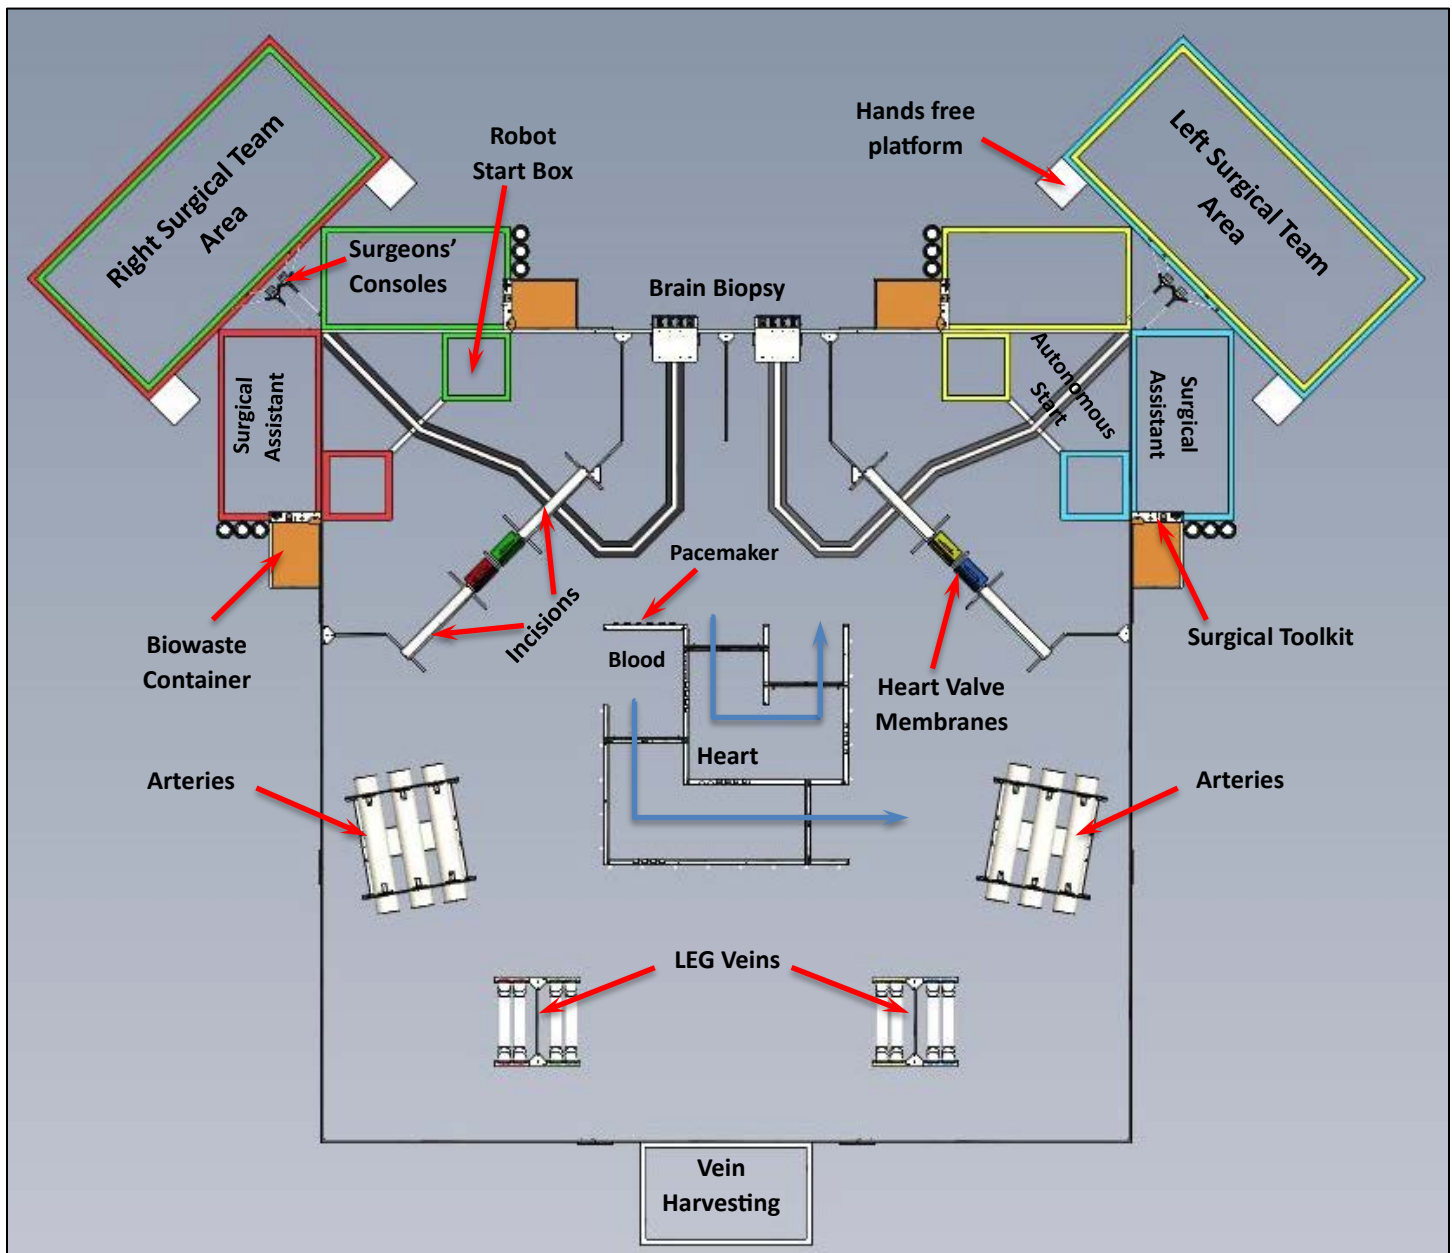 Hands free
platform
Robot
Start Box
Right Surgical Team
Area
Left Surgical Team
Area
Surgeons’
Consoles
Brain Biopsy
Surgical
Assistant
Autonomous
Start
Surgical
Assistant
Pacemaker
Incisions
Blood
Biowaste
Container
Surgical Toolkit
Heart Valve
Membranes
Heart
Arteries
Arteries
LEG Veins
Vein
Harvesting